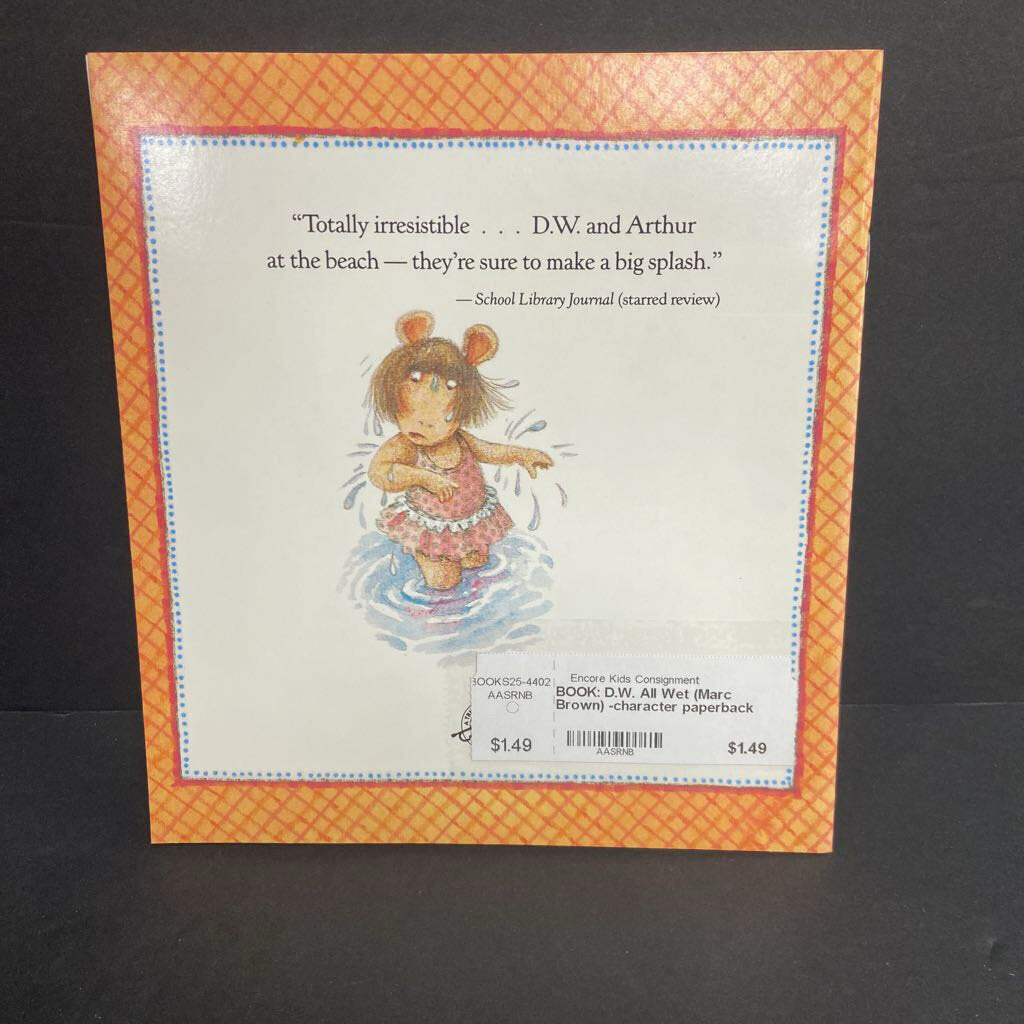 “Totally irresistible . . . D.W. and Arthur
at the beach — they’re sure to make a big splash.”
— School Library Journal (starred review)
BOOKS25-4402
AASRNB
$1.49
Encore Kids Consignment
BOOK: D.W. All Wet (Marc
Brown) -character paperback
AASRNB
$1.49